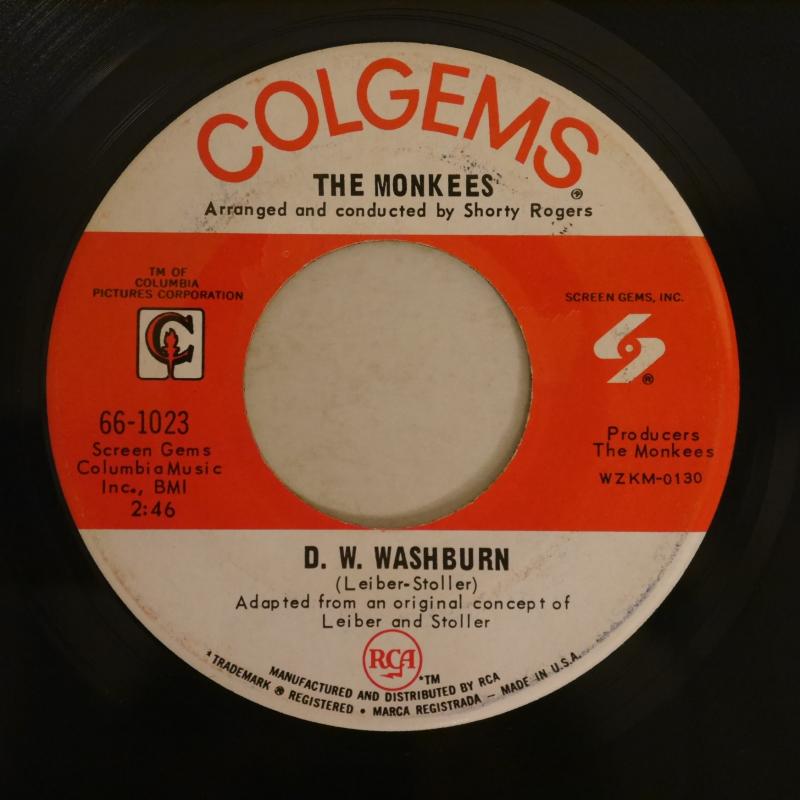 COLGEMS®
THE MONKEES
Arranged and conducted by Shorty Rogers
TM OF
COLUMBIA
PICTURES CORPORATION
C
66-1023
Screen Gems
Columbia Music
Inc., BMI
2:46
SCREEN GEMS, INC.
®
Producers
The Monkees
WZKM-0130
D. W. WASHBURN
(Leiber-Stoller)
Adapted from an original concept of
Leiber and Stoller
RCA
*TM
MANUFACTURED AND DISTRIBUTED BY RCA
*TRADEMARK ® REGISTERED • MARCA REGISTRADA — MADE IN U.S.A.